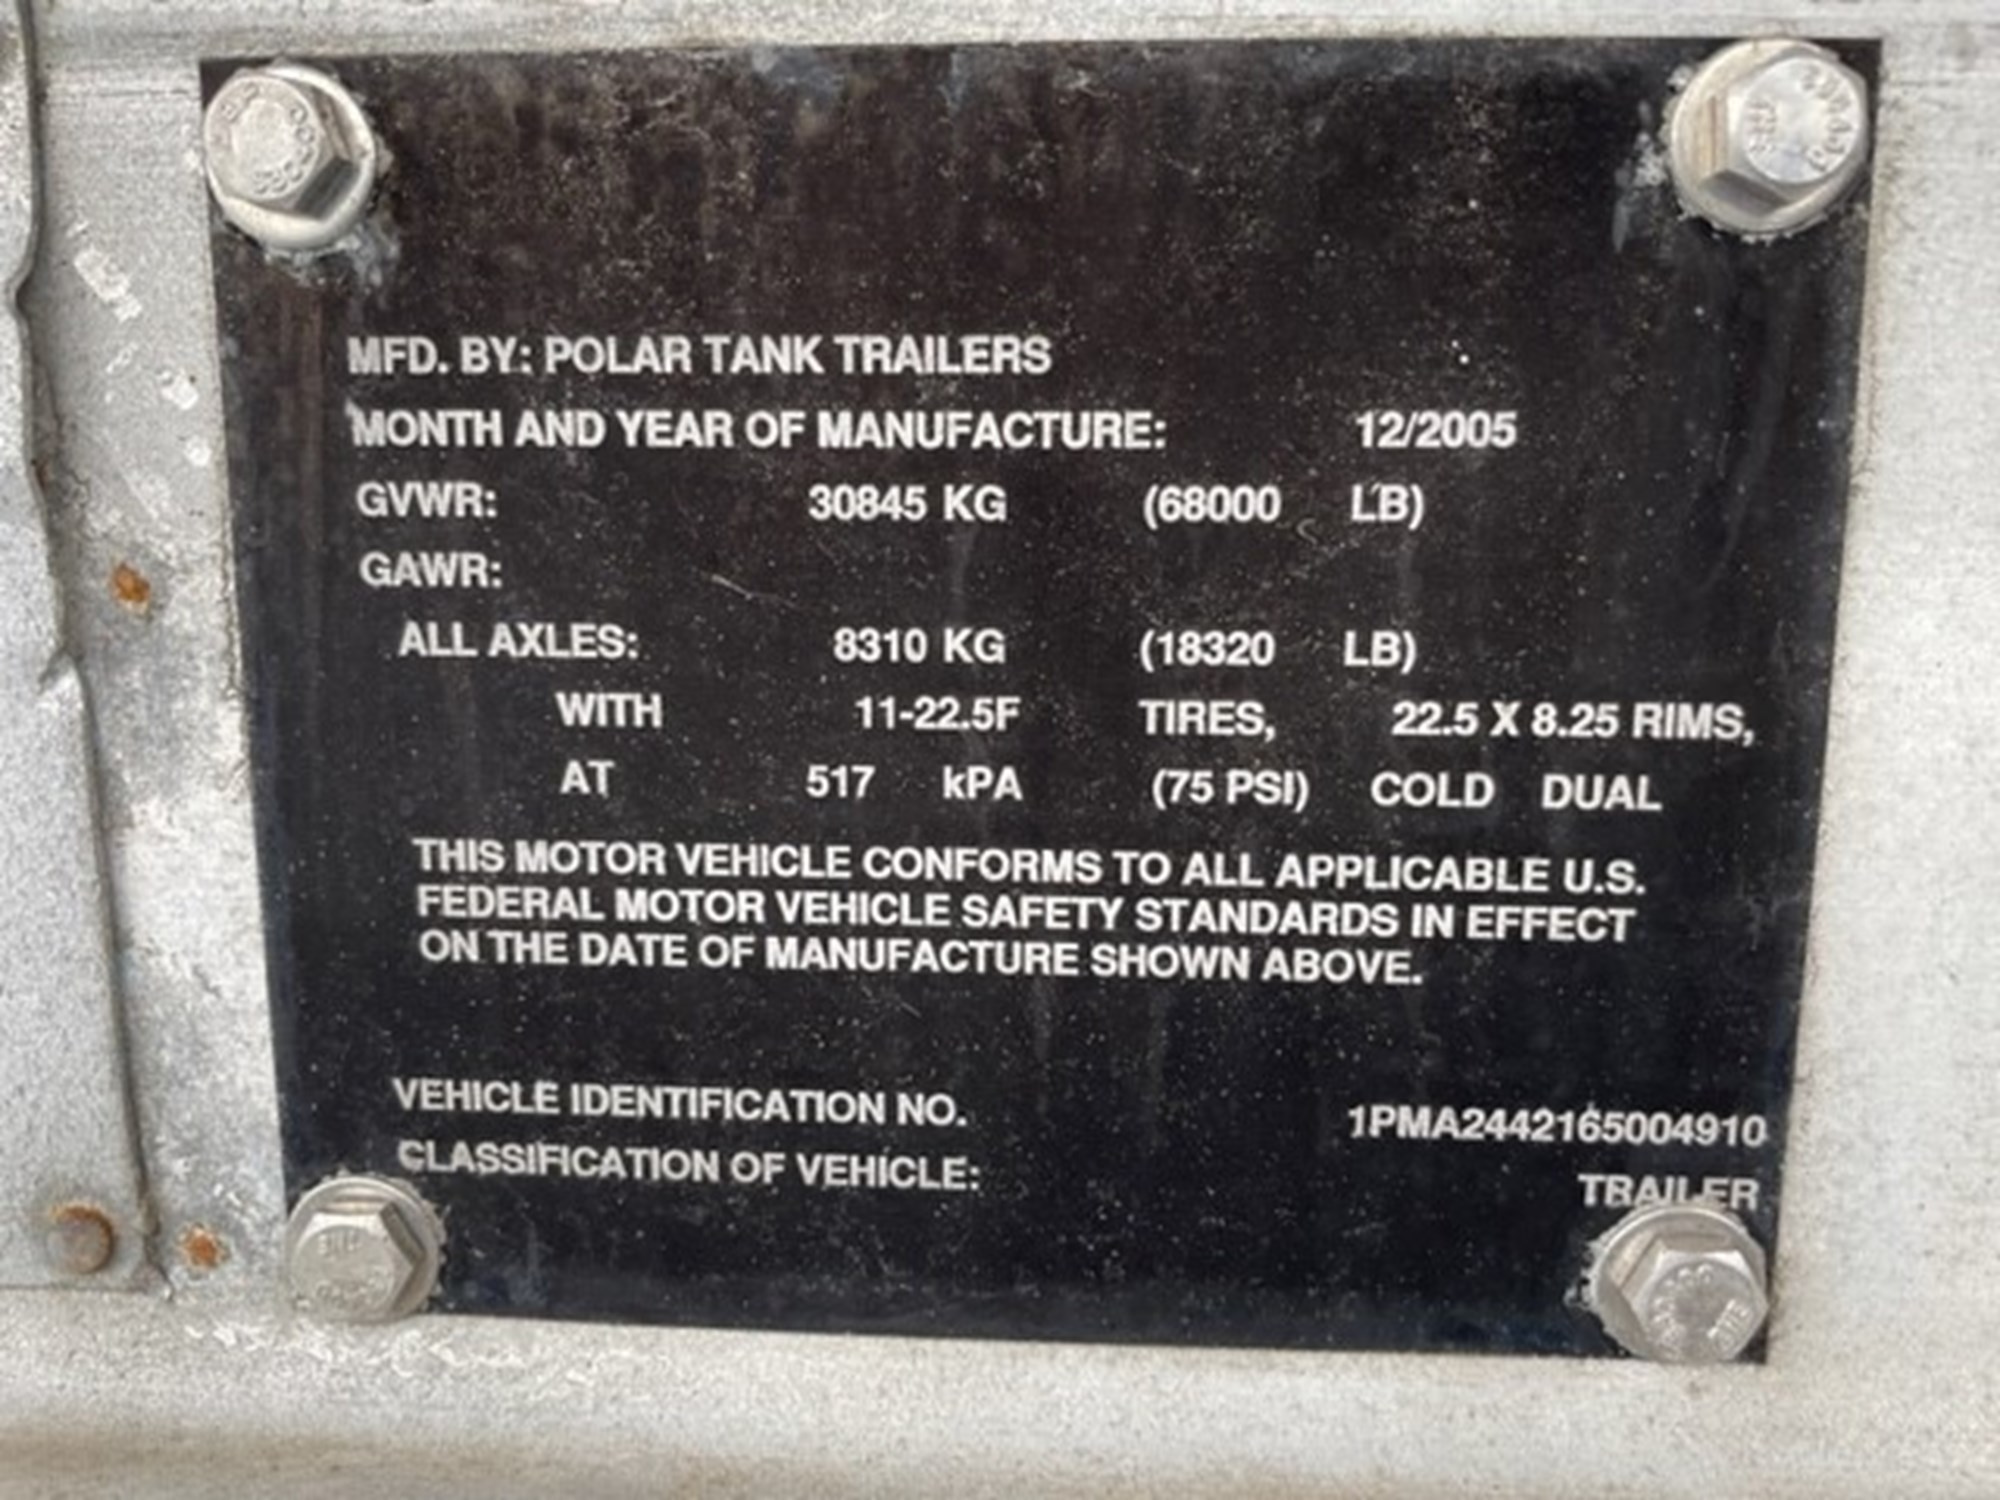 MFD. BY: POLAR TANK TRAILERS
MONTH AND YEAR OF MANUFACTURE: 12/2005
GVWR: 30845 KG (68000 LB)
GAWR:
ALL AXLES: 8310 KG (18320 LB)
WITH 11-22.5F TIRES, 22.5 X 8.25 RIMS,
AT 517 kPA (75 PSI) COLD DUAL
THIS MOTOR VEHICLE CONFORMS TO ALL APPLICABLE U.S.
FEDERAL MOTOR VEHICLE SAFETY STANDARDS IN EFFECT
ON THE DATE OF MANUFACTURE SHOWN ABOVE.
VEHICLE IDENTIFICATION NO. 1PMA2442165004910
CLASSIFICATION OF VEHICLE: TRAILER